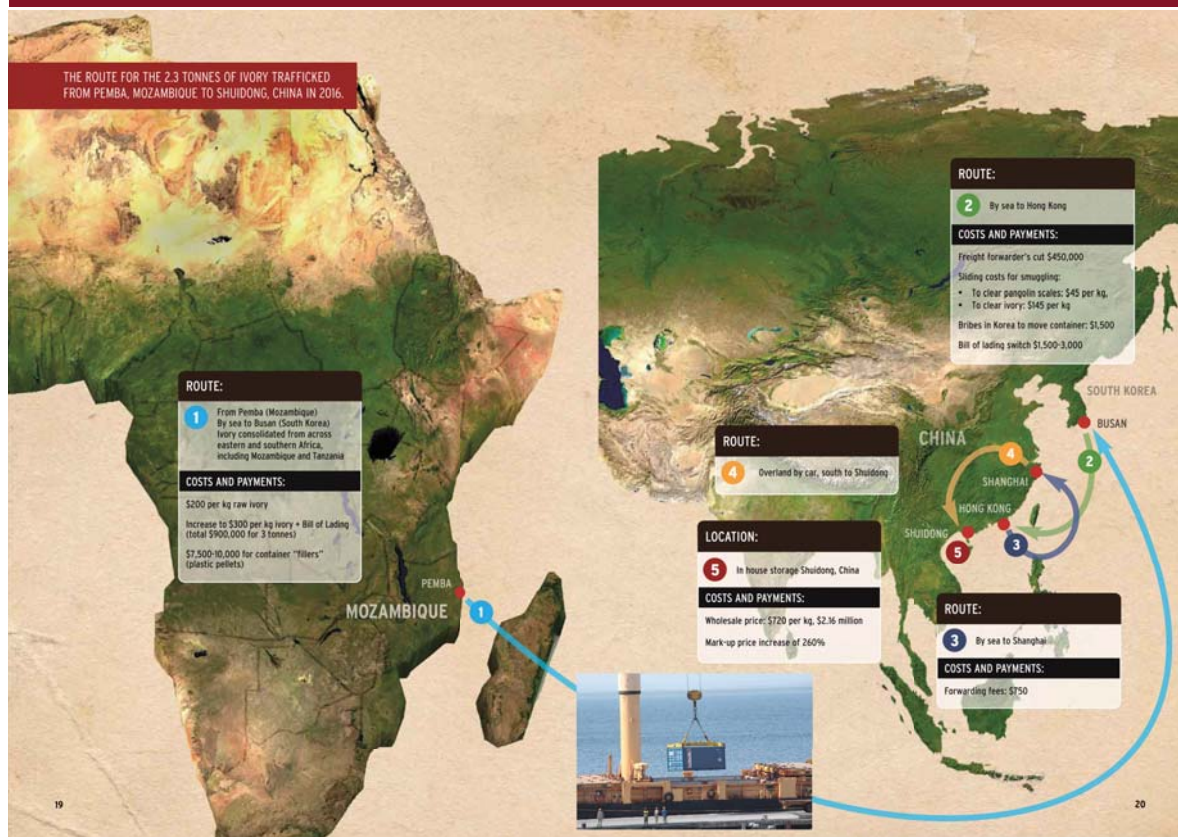 THE ROUTE FOR THE 2.3 TONNES OF IVORY TRAFFICKED
FROM PEMBA, MOZAMBIQUE TO SHUIDONG, CHINA IN 2016.
ROUTE:
1
From Pemba (Mozambique)
By sea to Busan (South Korea)
Ivory consolidated from across
eastern and southern Africa,
including Mozambique and Tanzania
COSTS AND PAYMENTS:
$200 per kg raw ivory
Increase to $300 per kg ivory + Bill of Lading
(total $900,000 for 3 tonnes)
$7,500-10,000 for container "fillers"
(plastic pellets)
PEMBA
MOZAMBIQUE
1
19
ROUTE:
2 By sea to Hong Kong
COSTS AND PAYMENTS:
Freight forwarder's cut $450,000
Sliding costs for smuggling:
• To clear pangolin scales: $45 per kg,
• To clear ivory: $145 per kg
Bribes in Korea to move container: $1,500
Bill of lading switch $1,500-3,000
SOUTH KOREA
BUSAN
CHINA
4
2
SHANGHAI
HONG KONG
SHUIDONG
5
3
ROUTE:
4 Overland by car, south to Shuidong
LOCATION:
5 In house storage Shuidong, China
COSTS AND PAYMENTS:
Wholesale price: $720 per kg, $2.16 million
Mark-up price increase of 260%
ROUTE:
3 By sea to Shanghai
COSTS AND PAYMENTS:
Forwarding fees: $750
20